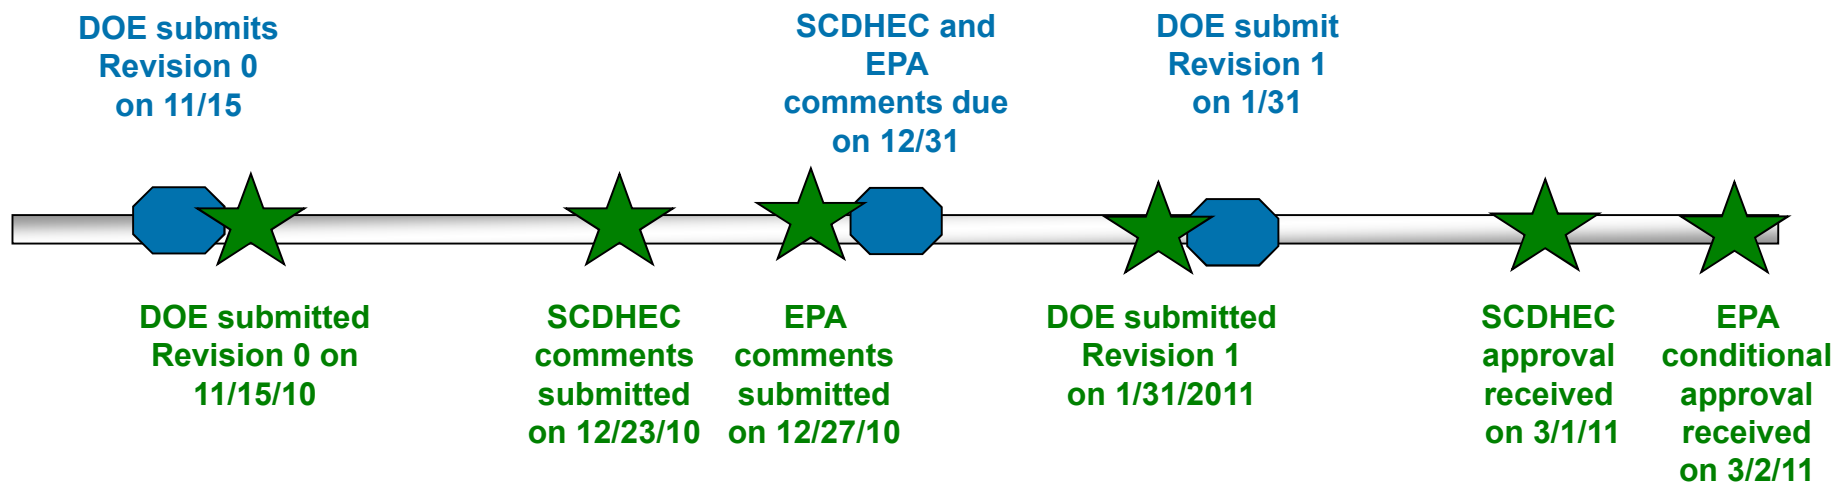 DOE submits
Revision 0
on 11/15
SCDHEC and
EPA
comments due
on 12/31
DOE submit
Revision 1
on 1/31
DOE submitted
Revision 0 on
11/15/10
SCDHEC
comments
submitted
on 12/23/10
EPA
comments
submitted
on 12/27/10
DOE submitted
Revision 1
on 1/31/2011
SCDHEC
approval
received
on 3/1/11
EPA
conditional
approval
received
on 3/2/11